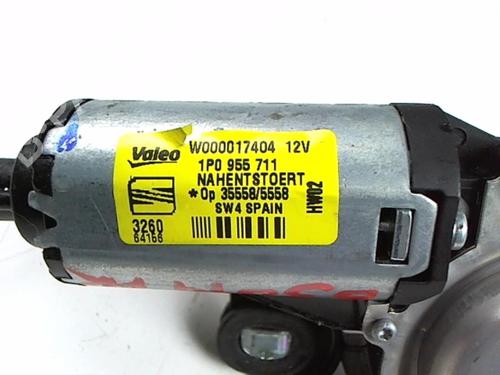 Valeo
W000017404 12V
1P0 955 711
NAHENTSTOERT
*Op 35558/5558
SW4 SPAIN
HW02
3260
64166